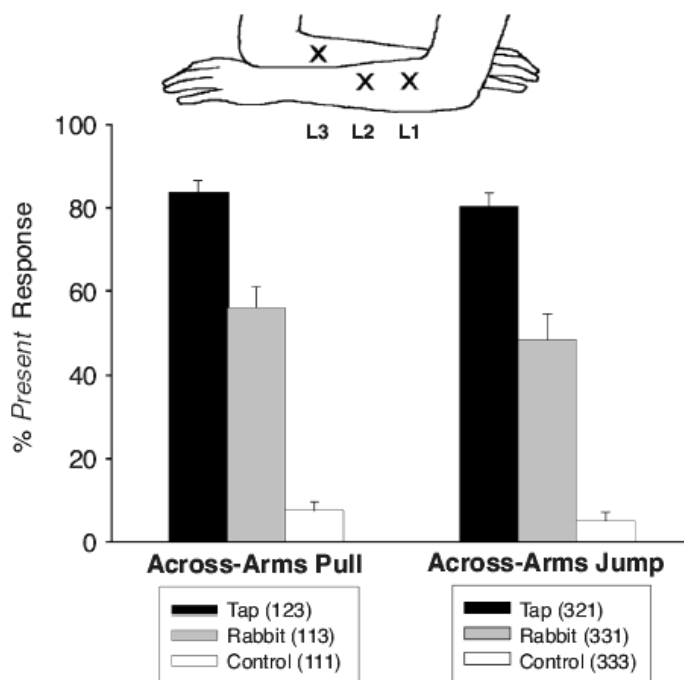 X
X X
L3 L2 L1
% Present Response
100
80
60
40
20
0
Across-Arms Pull
Across-Arms Jump
Tap (123)
Rabbit (113)
Control (111)
Tap (321)
Rabbit (331)
Control (333)